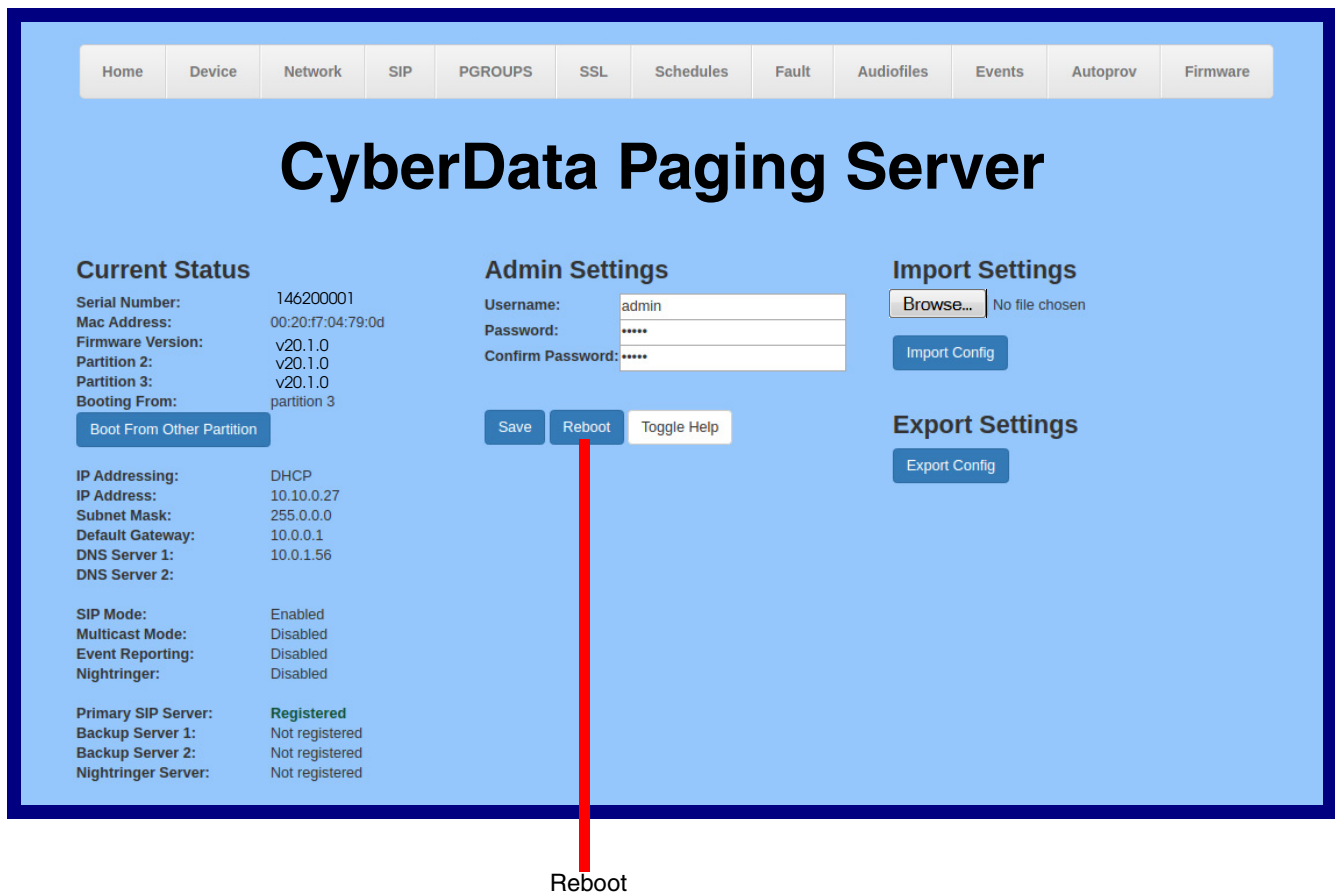 Home Device Network SIP PGROUPS SSL Schedules Fault Audiofiles Events Autoprov Firmware
CyberData Paging Server
Current Status
Serial Number: 146200001
Mac Address: 00:20:f7:04:79:0d
Firmware Version: v20.1.0
Partition 2: v20.1.0
Partition 3: v20.1.0
Booting From: partition 3
Boot From Other Partition
IP Addressing: DHCP
IP Address: 10.10.0.27
Subnet Mask: 255.0.0.0
Default Gateway: 10.0.0.1
DNS Server 1: 10.0.1.56
DNS Server 2:
SIP Mode: Enabled
Multicast Mode: Disabled
Event Reporting: Disabled
Nightringer: Disabled
Primary SIP Server: Registered
Backup Server 1: Not registered
Backup Server 2: Not registered
Nightringer Server: Not registered
Admin Settings
Username: admin
Password: •••••
Confirm Password: •••••
Save Reboot Toggle Help
Import Settings
Browse... No file chosen
Import Config
Export Settings
Export Config
Reboot